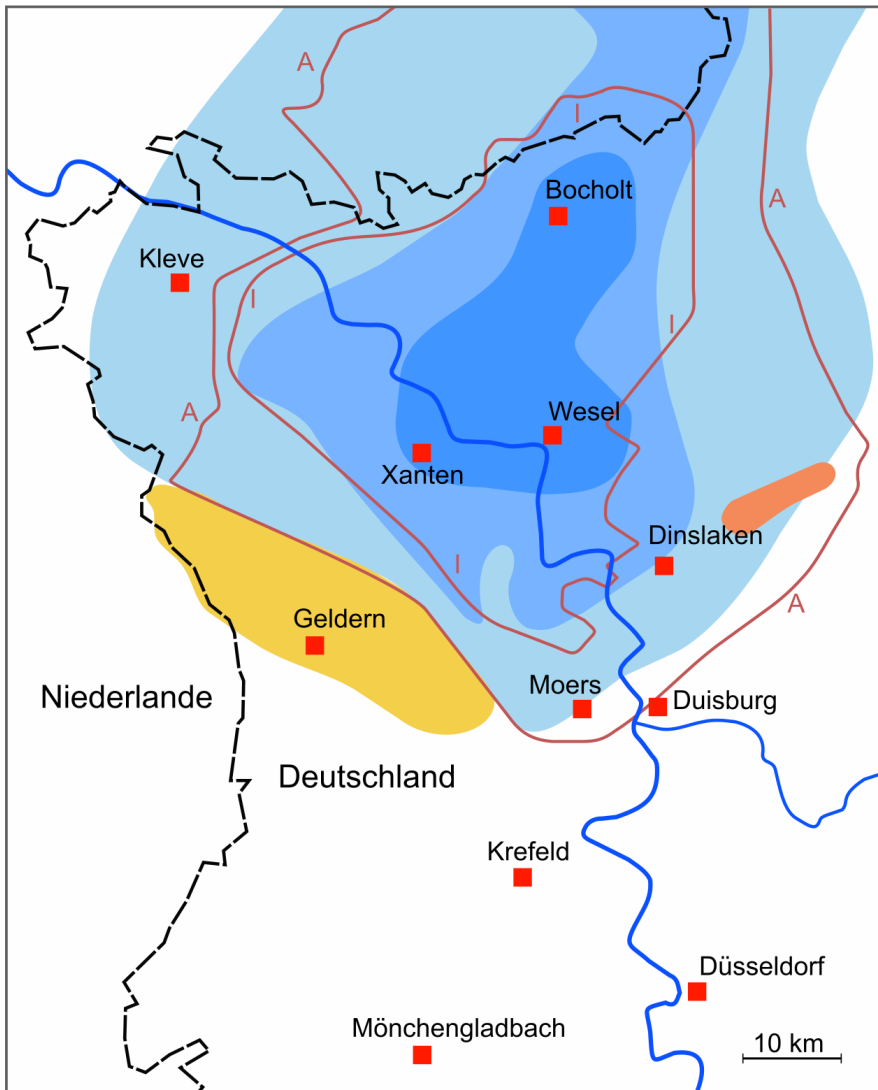 A
I
Bocholt
A
Kleve
I
I
A
Wesel
Xanten
Dinslaken
I
A
Geldern
Niederlande
Moers
Duisburg
Deutschland
Krefeld
Düsseldorf
Mönchengladbach
10 km